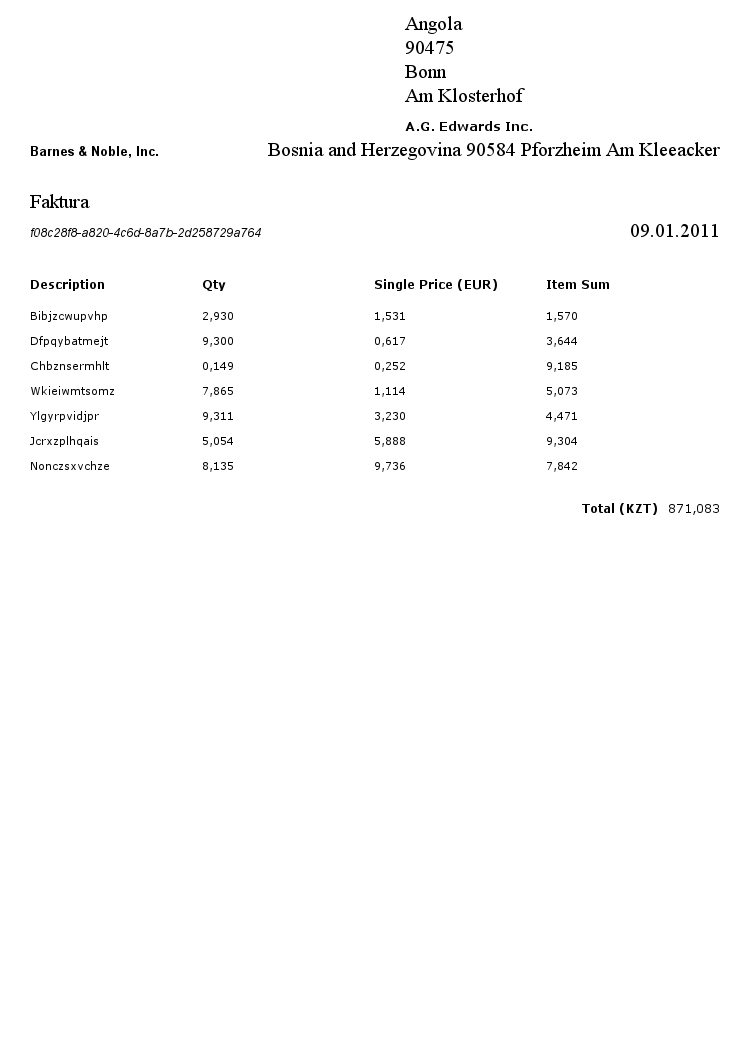 Angola
90475
Bonn
Am Klosterhof
A.G. Edwards Inc.
Barnes & Noble, Inc. Bosnia and Herzegovina 90584 Pforzheim Am Kleeacker
Faktura
f08c28f8-a820-4c6d-8a7b-2d258729a764 09.01.2011
Description Qty Single Price (EUR) Item Sum
Bibjzcwupvhp 2,930 1,531 1,570
Dfpqybatmejt 9,300 0,617 3,644
Chbznsermhlt 0,149 0,252 9,185
Wkieiwmtsomz 7,865 1,114 5,073
Ylgyrpvidjpr 9,311 3,230 4,471
Jcrxzplhqais 5,054 5,888 9,304
Nonczsxvchze 8,135 9,736 7,842
Total (KZT) 871,083